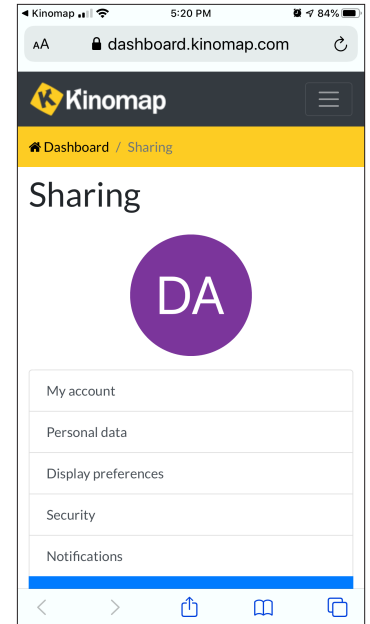 ◀ Kinomap 5:20 PM 84%
AA dashboard.kinomap.com
K Kinomap
Dashboard / Sharing
Sharing
DA
My account
Personal data
Display preferences
Security
Notifications